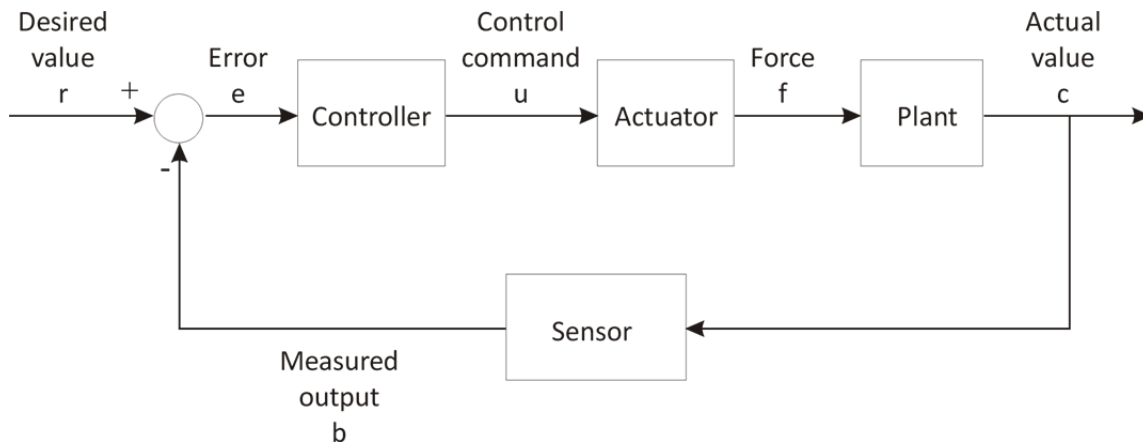 Desired
value
r
+
Error
e
Controller
Control
command
u
Actuator
Force
f
Plant
Actual
value
c
-
Sensor
Measured
output
b